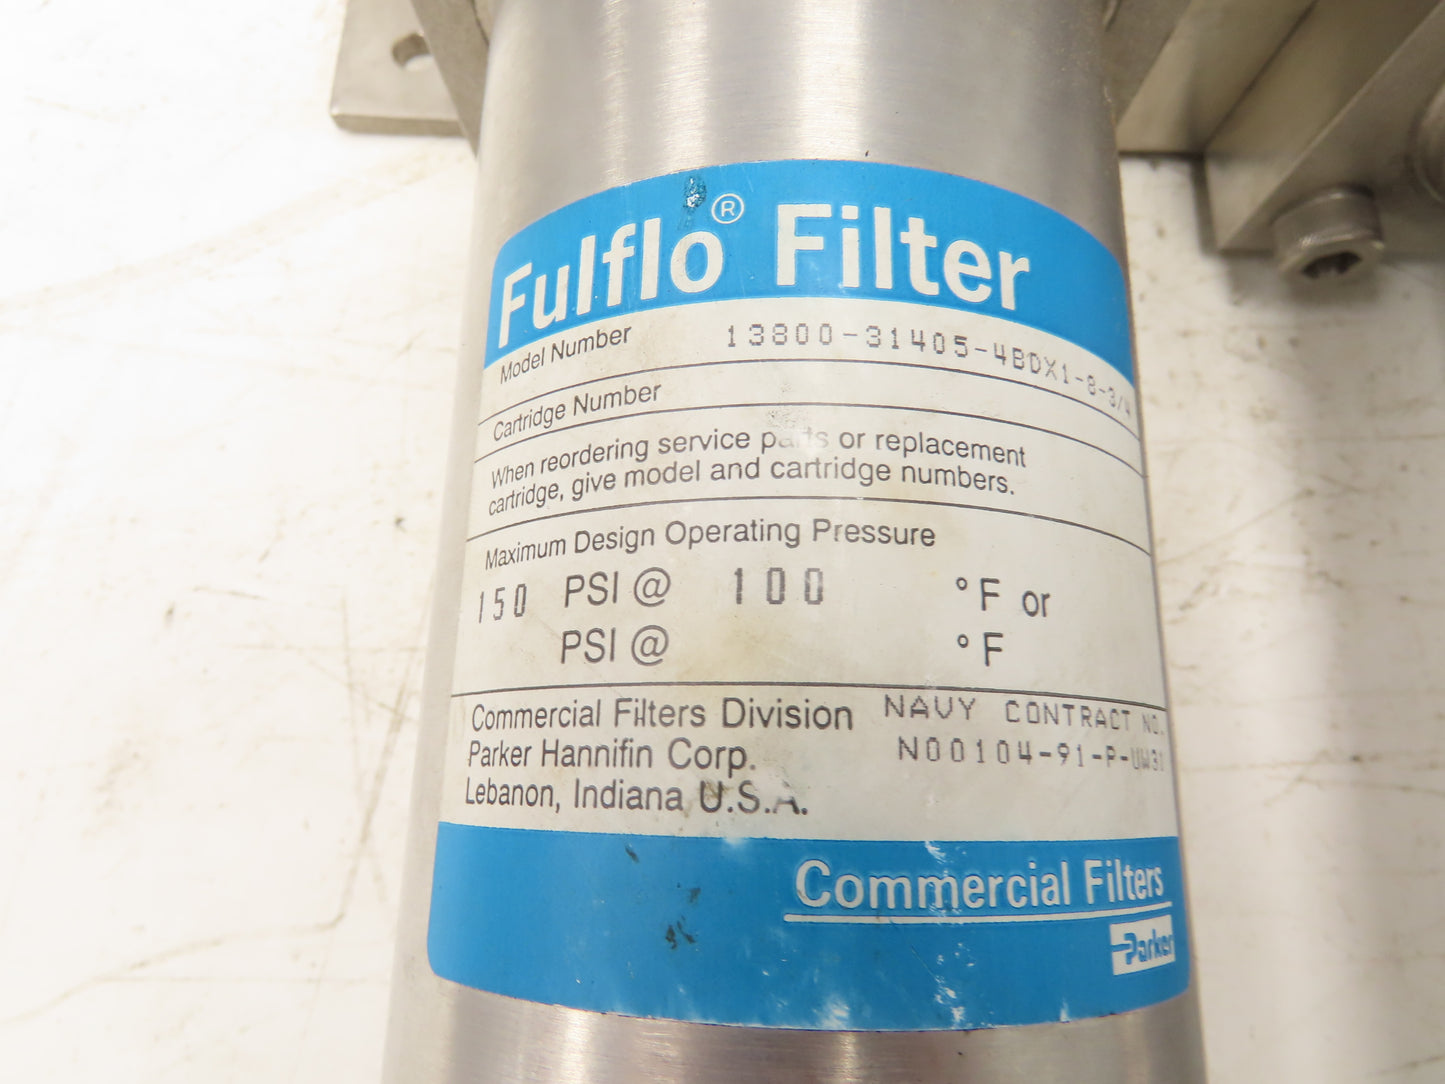 Fulflo® Filter
Model Number 13800-31405-4BDX1-8-3/4
Cartridge Number
When reordering service parts or replacement
cartridge, give model and cartridge numbers.
Maximum Design Operating Pressure
150 PSI @ 100 °F or
PSI @ °F
Commercial Filters Division NAVY CONTRACT NO.
Parker Hannifin Corp. N00104-91-P-UW31
Lebanon, Indiana U.S.A.
Commercial Filters
Parker